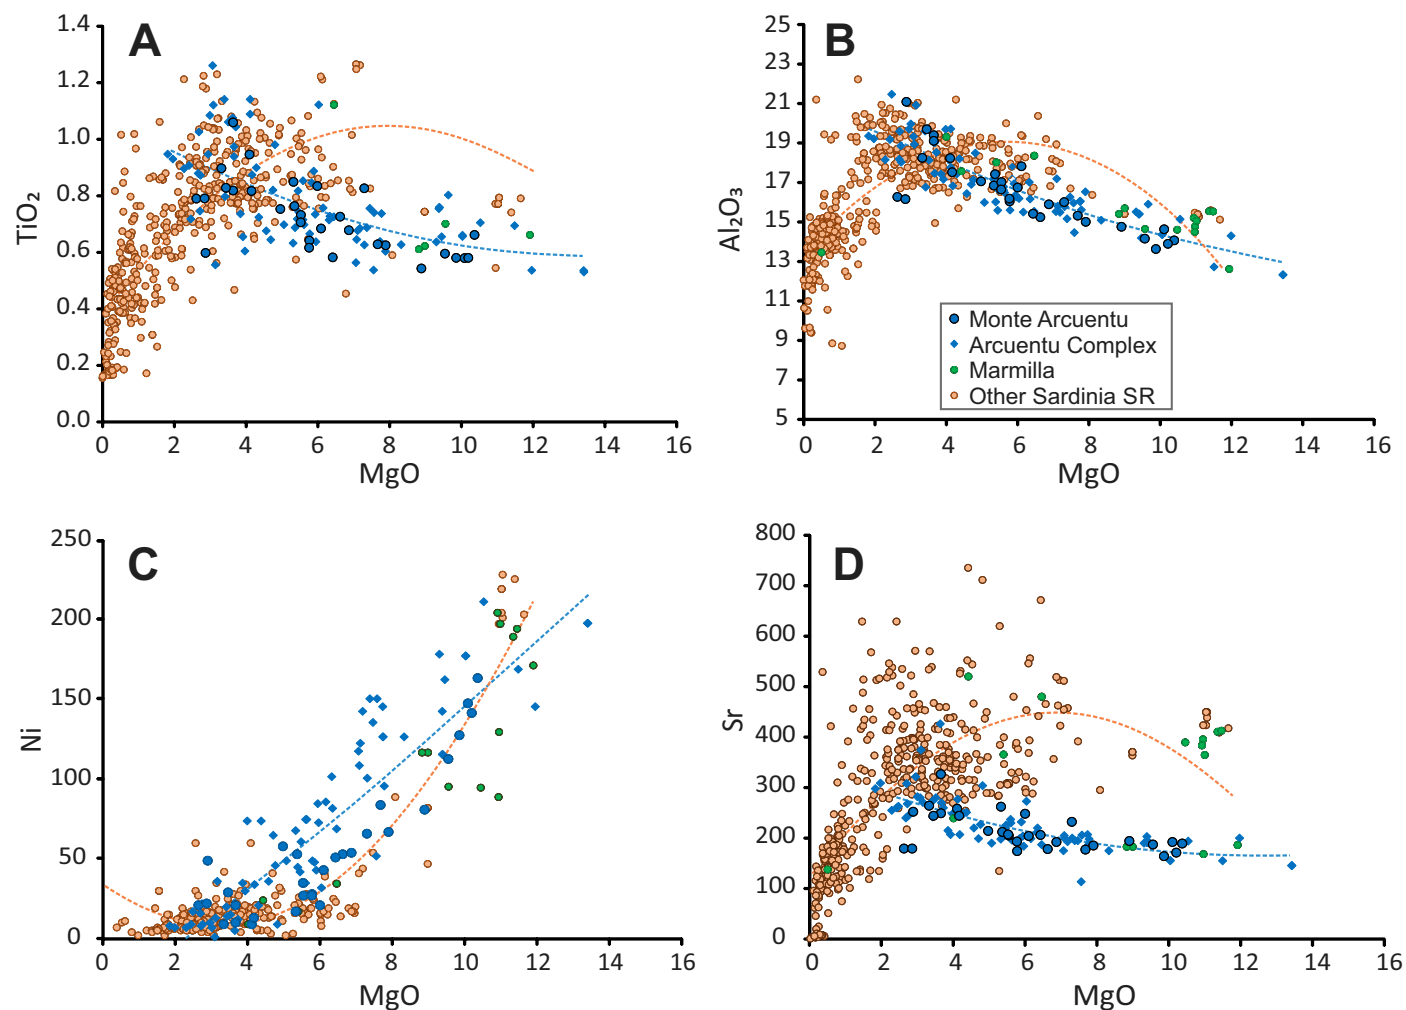 A
TiO₂
1.4
1.2
1.0
0.8
0.6
0.4
0.2
0.0
0 2 4 6 8 10 12 14 16
MgO
B
Al₂O₃
25
23
21
19
17
15
13
11
9
7
5
Monte Arcuentu
Arcuentu Complex
Marmilla
Other Sardinia SR
0 2 4 6 8 10 12 14 16
MgO
C
Ni
250
200
150
100
50
0
0 2 4 6 8 10 12 14 16
MgO
D
Sr
800
700
600
500
400
300
200
100
0
0 2 4 6 8 10 12 14 16
MgO